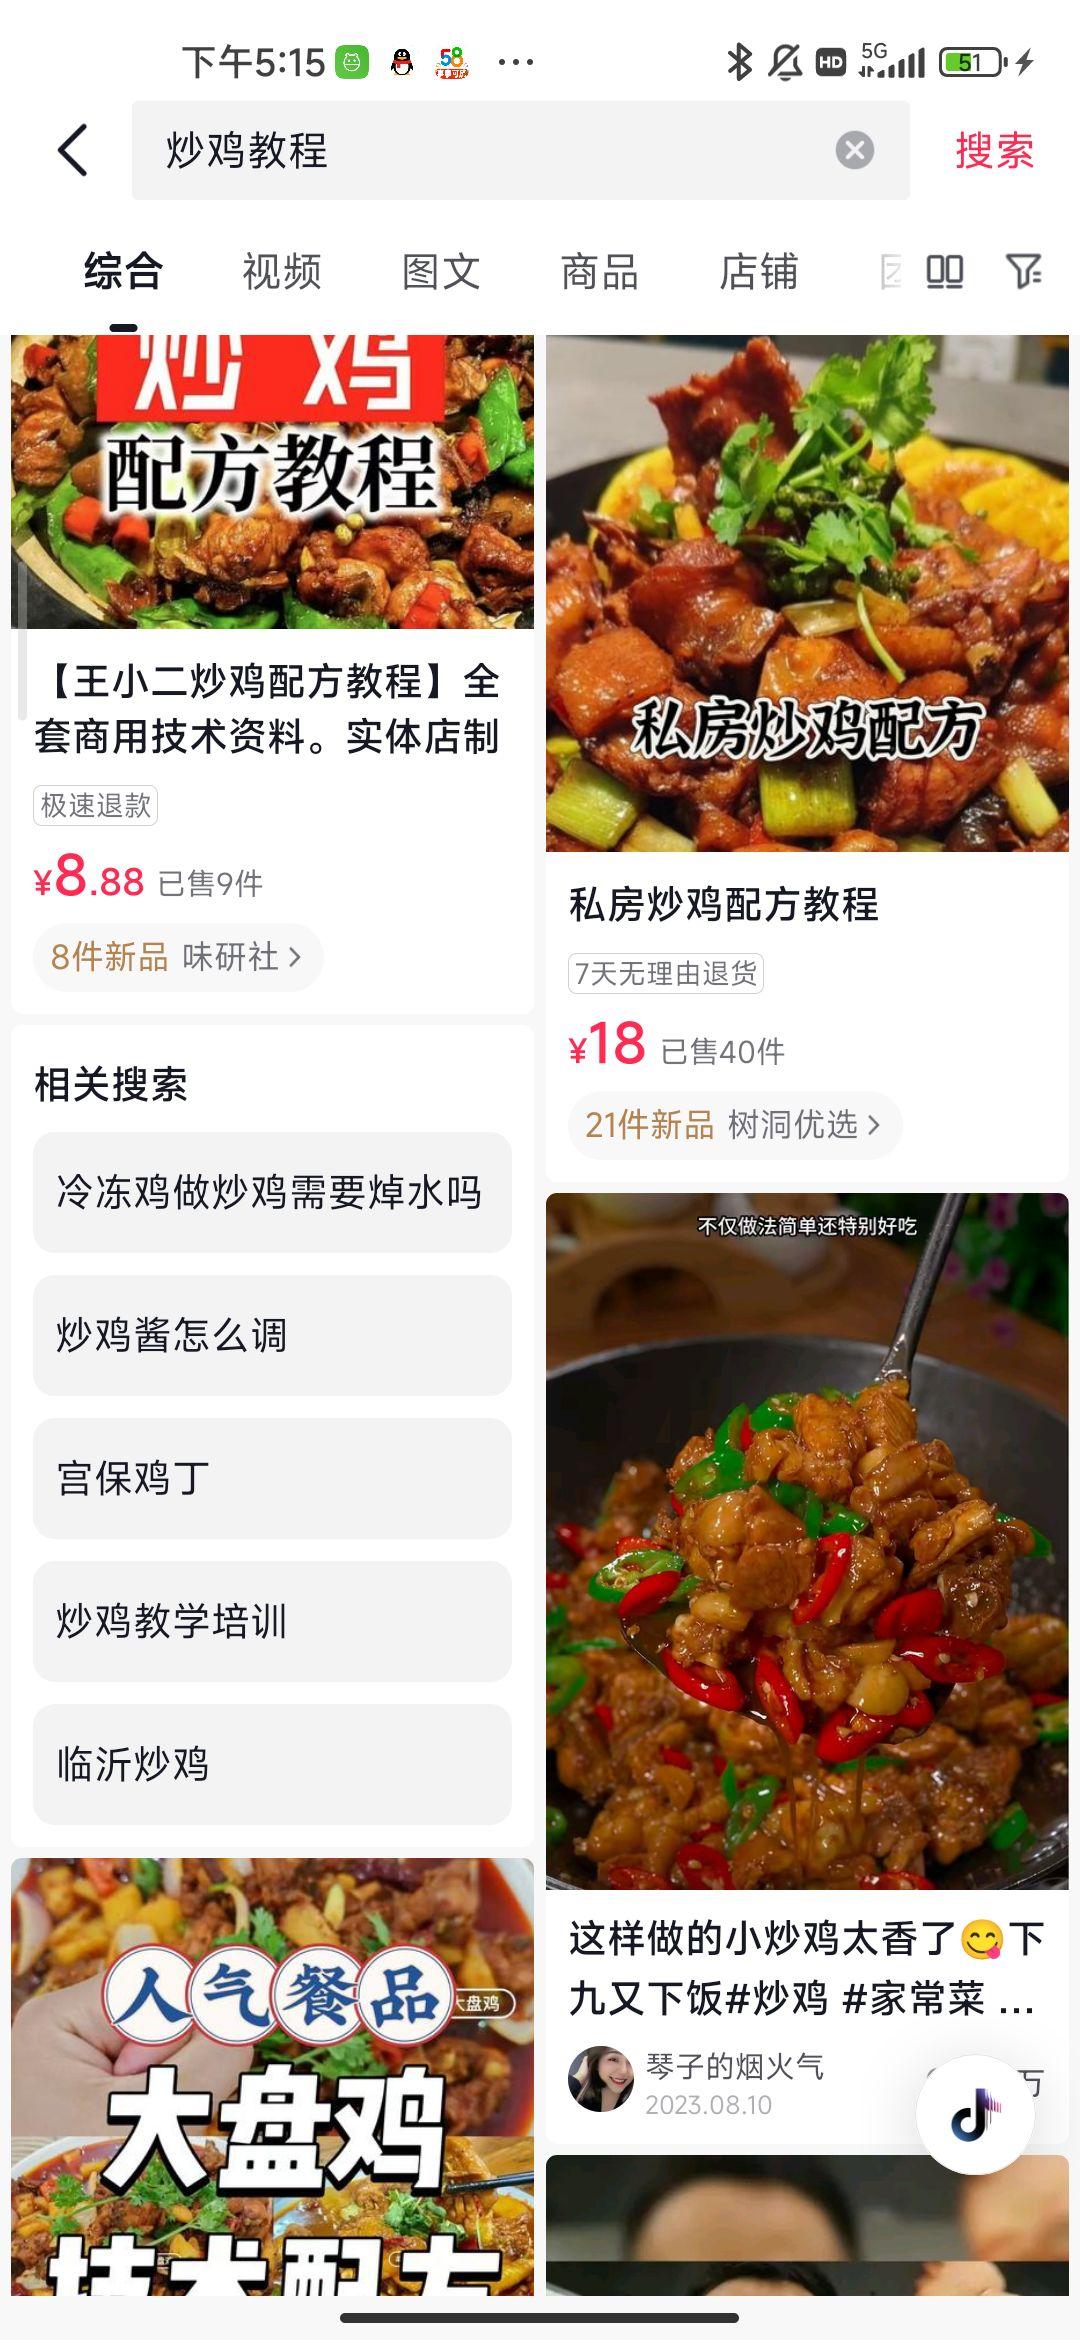 下午5:15
58
HD
5G
51
炒鸡教程
搜索
综合
视频
图文
商品
店铺
炒 鸡
配方教程
【王小二炒鸡配方教程】全
套商用技术资料。实体店制
极速退款
¥8.88 已售9件
8件新品 味研社
相关搜索
冷冻鸡做炒鸡需要焯水吗
炒鸡酱怎么调
宫保鸡丁
炒鸡教学培训
临沂炒鸡
人气餐品
大盘鸡
大盘鸡
技术配方
私房炒鸡配方
私房炒鸡配方教程
7天无理由退货
¥18 已售40件
21件新品 树洞优选
不仅做法简单还特别好吃
这样做的小炒鸡太香了😋下
九又下饭#炒鸡 #家常菜 ...
琴子的烟火气
2023.08.10
万